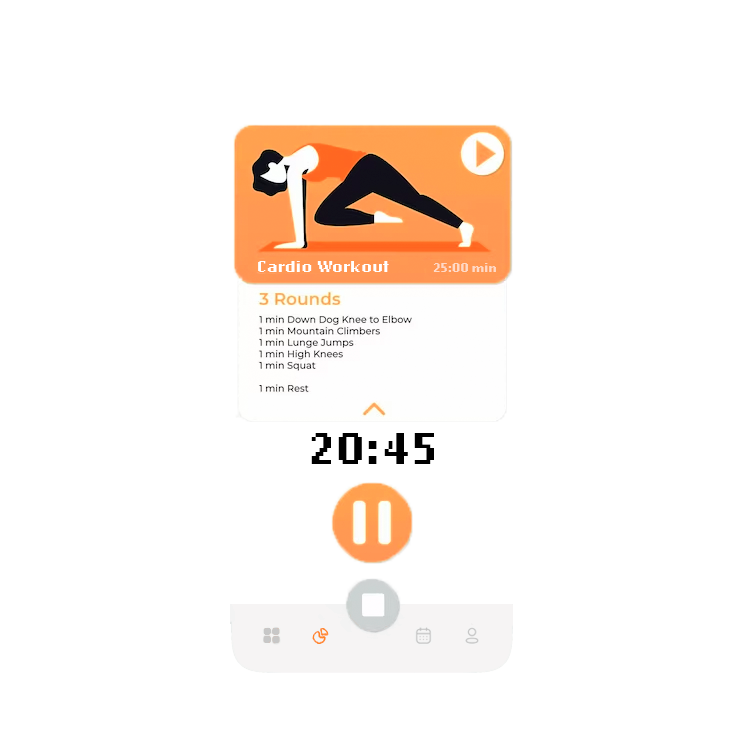 Cardio Workout
25:00 min
3 Rounds
1 min Down Dog Knee to Elbow
1 min Mountain Climbers
1 min Lunge Jumps
1 min High Knees
1 min Squat
1 min Rest
20:45